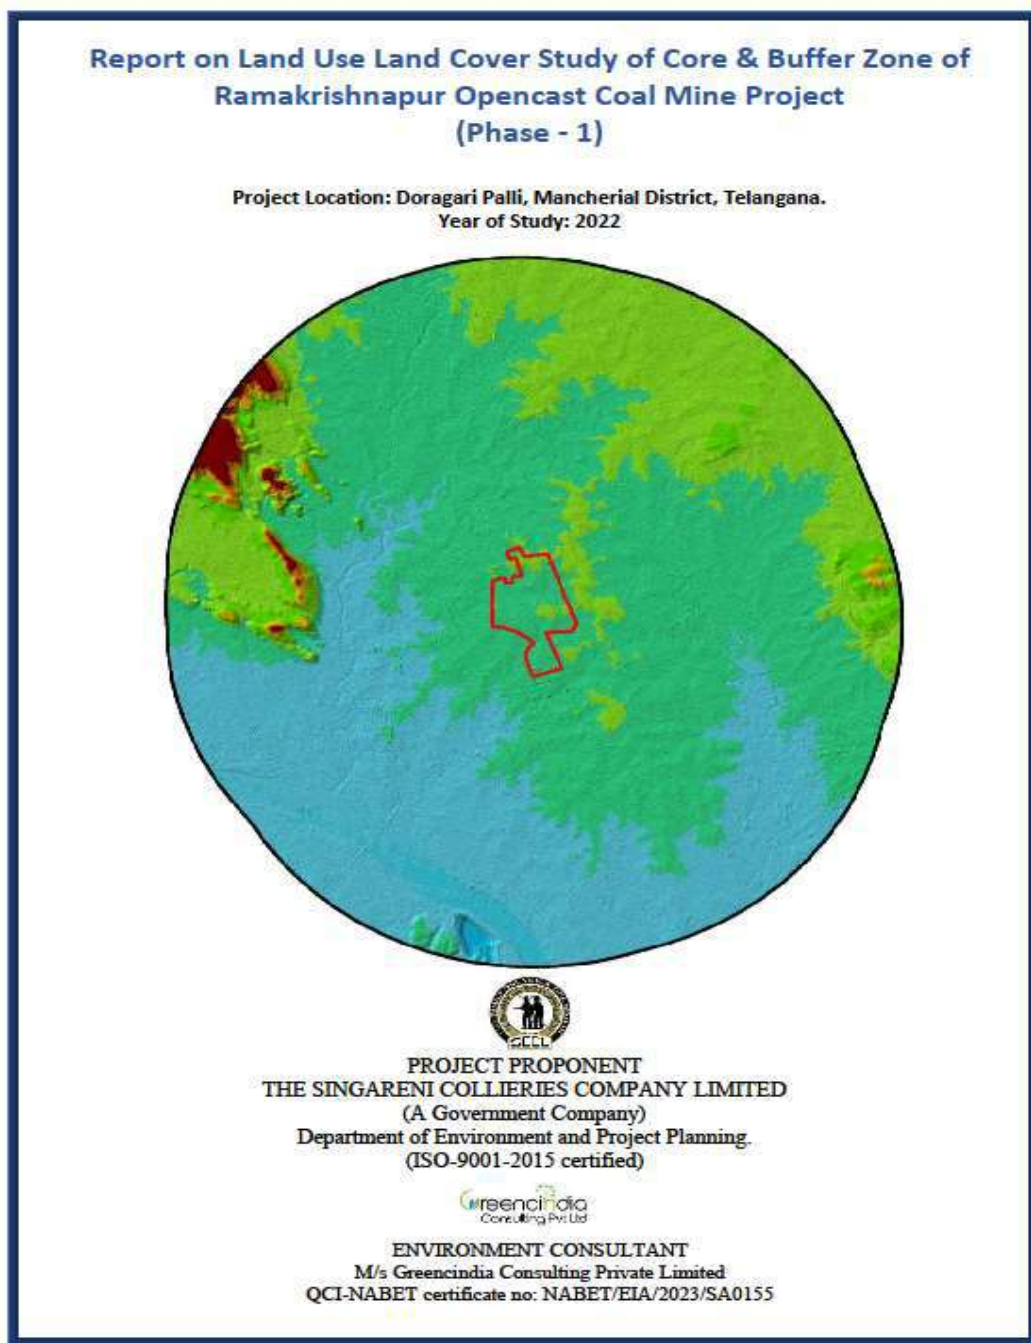 Report on Land Use Land Cover Study of Core & Buffer Zone of
Ramakrishnapur Opencast Coal Mine Project
(Phase - 1)
Project Location: Doragari Palli, Mancherial District, Telangana.
Year of Study: 2022
PROJECT PROPONENT
THE SINGARENI COLLIERIES COMPANY LIMITED
(A Government Company)
Department of Environment and Project Planning.
(ISO-9001-2015 certified)
Greencindia
Consulting Pvt Ltd
ENVIRONMENT CONSULTANT
M/s Greencindia Consulting Private Limited
QCI-NABET certificate no: NABET/EIA/2023/SA0155